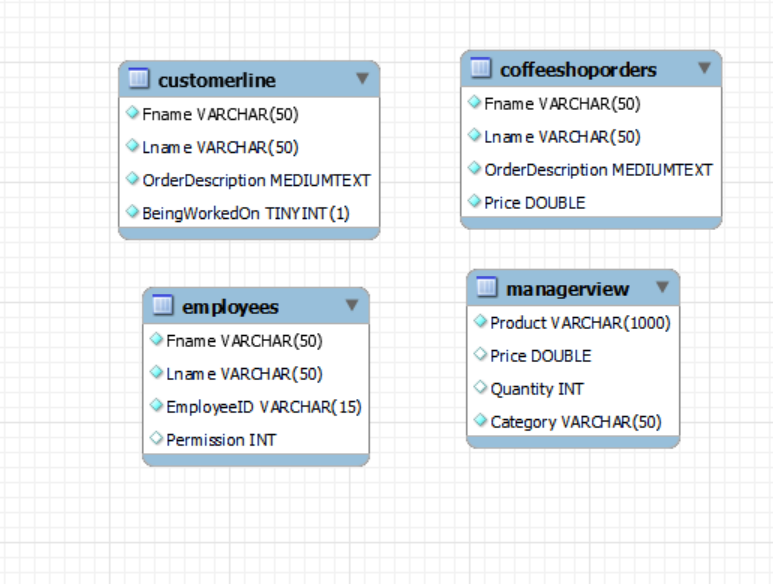 customerline
Fname VARCHAR(50)
Lname VARCHAR(50)
OrderDescription MEDIUMTEXT
BeingWorkedOn TINYINT(1)
coffeeshoporders
Fname VARCHAR(50)
Lname VARCHAR(50)
OrderDescription MEDIUMTEXT
Price DOUBLE
employees
Fname VARCHAR(50)
Lname VARCHAR(50)
EmployeeID VARCHAR(15)
Permission INT
managerview
Product VARCHAR(1000)
Price DOUBLE
Quantity INT
Category VARCHAR(50)